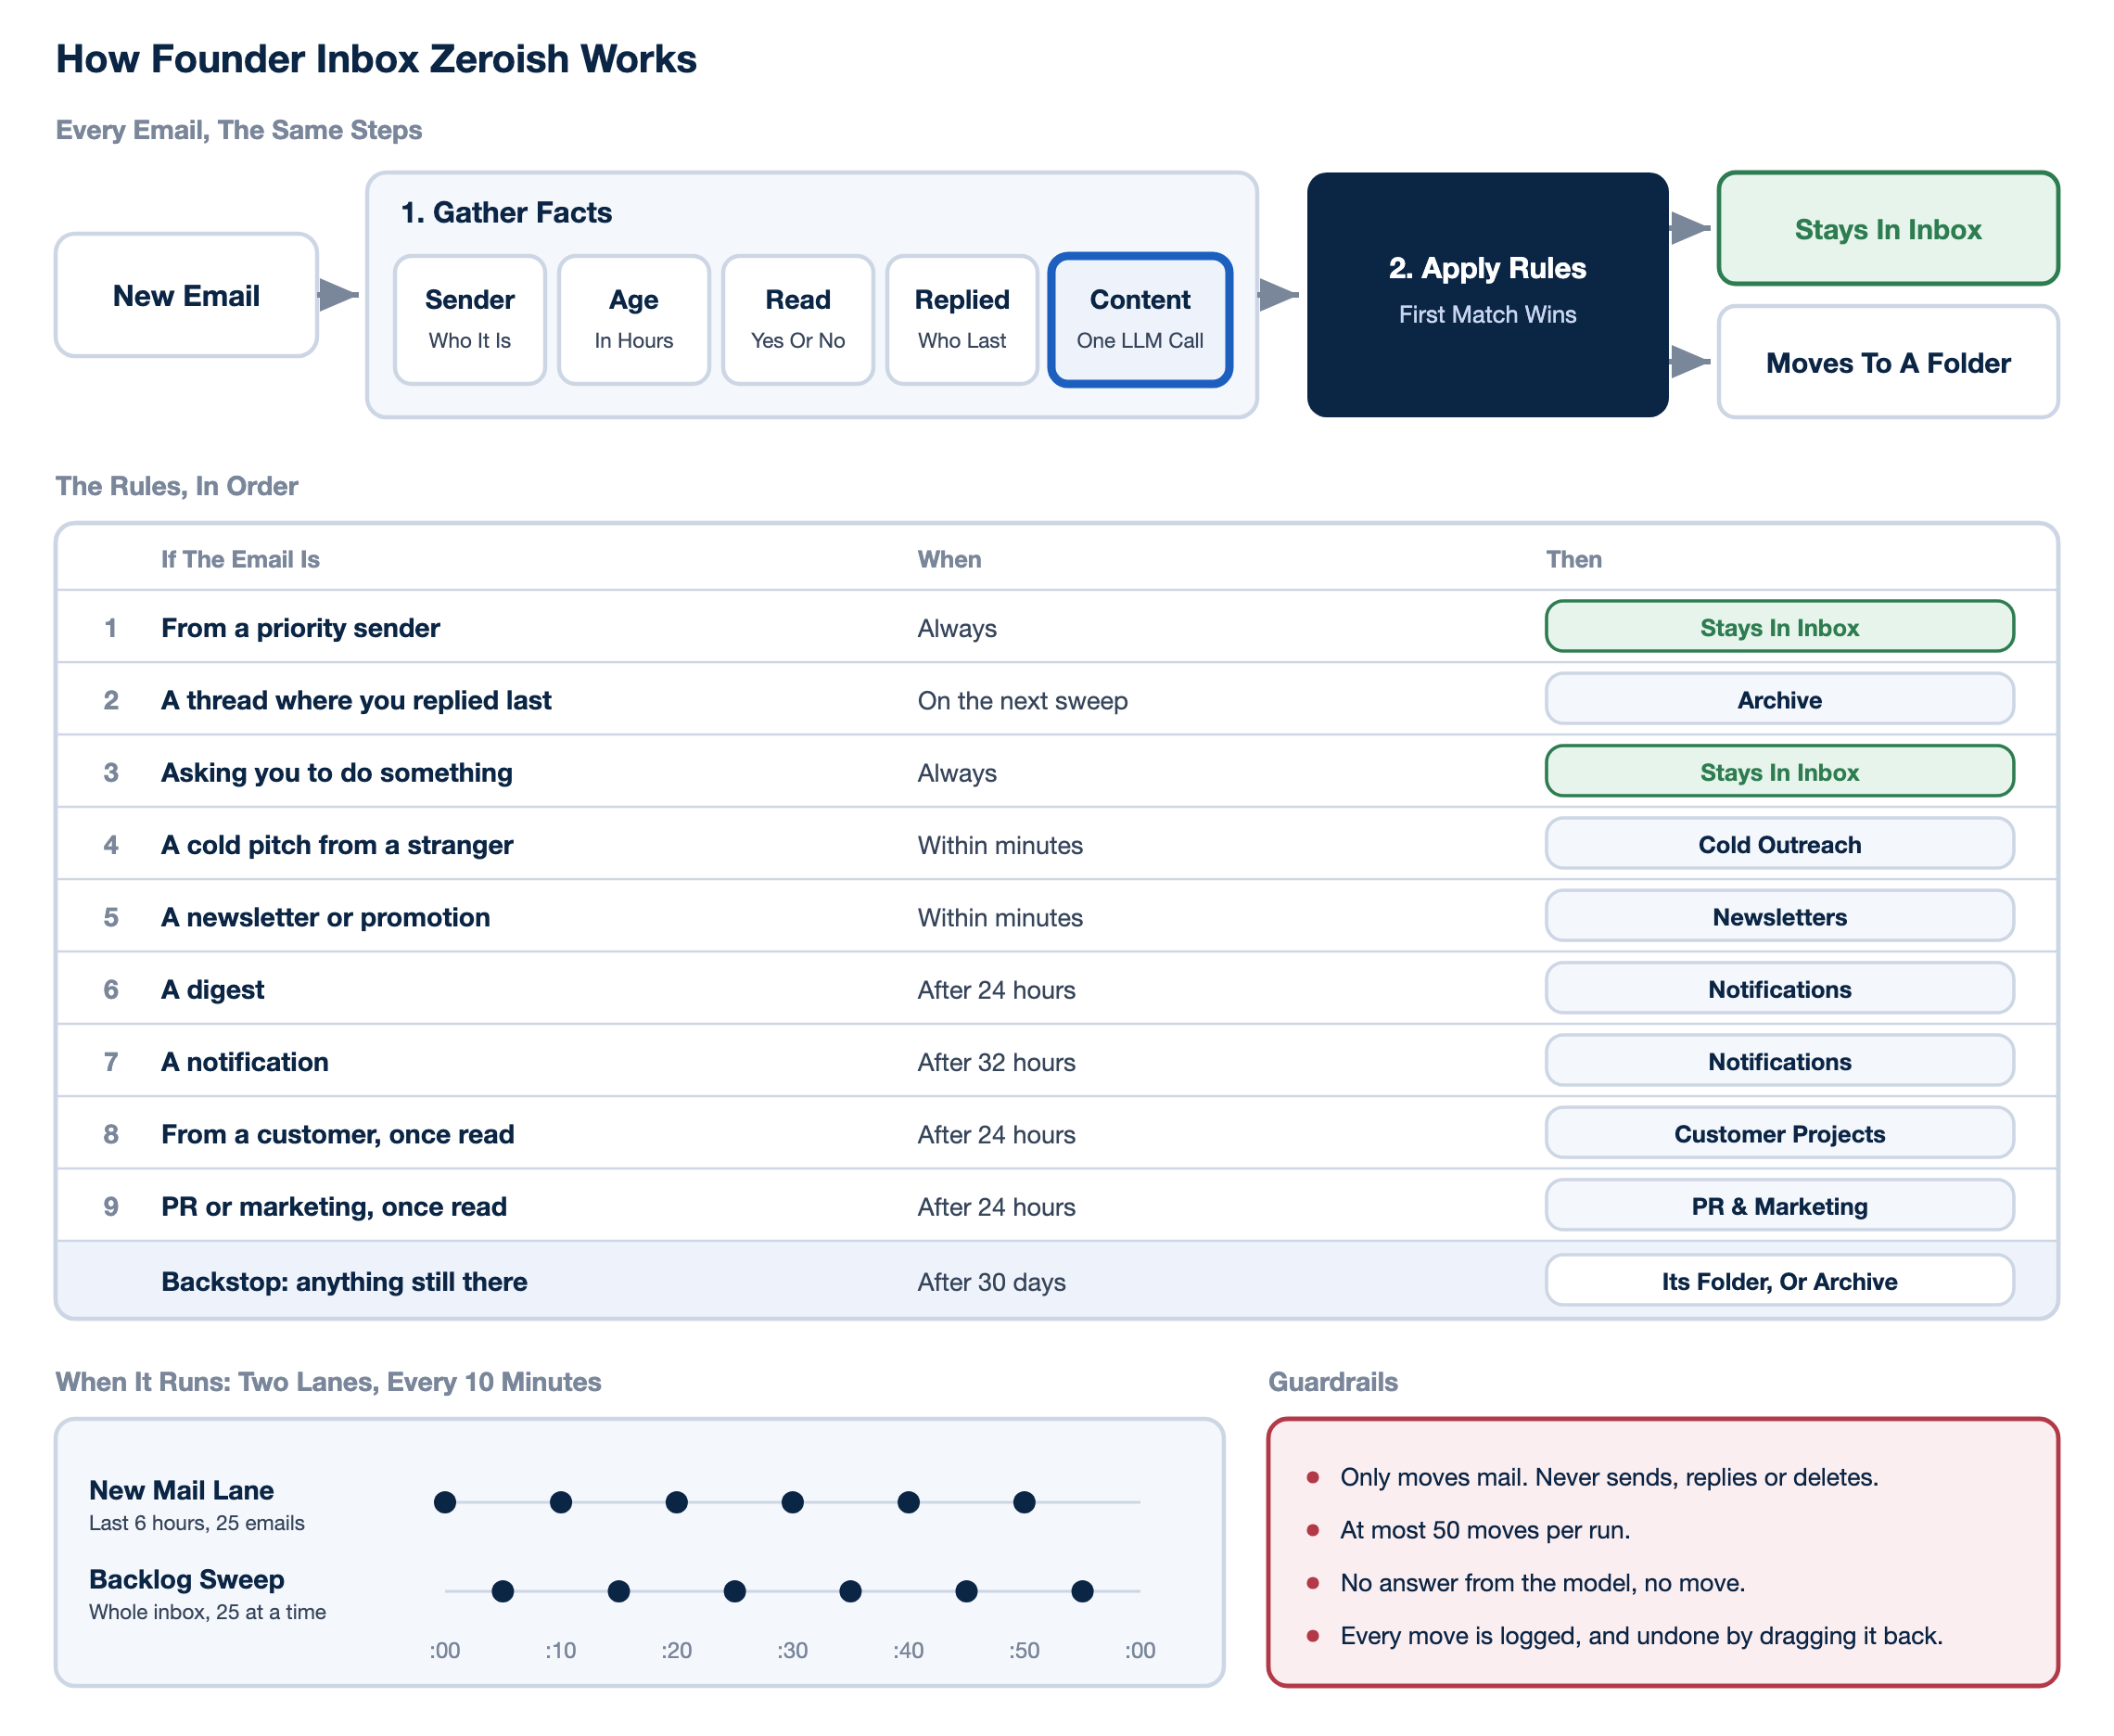 How Founder Inbox Zeroish Works
Every Email, The Same Steps
New Email
1. Gather Facts
Sender
Who It Is
Age
In Hours
Read
Yes Or No
Replied
Who Last
Content
One LLM Call
2. Apply Rules
First Match Wins
Stays In Inbox
Moves To A Folder
The Rules, In Order
If The Email Is When Then
1 From a priority sender Always Stays In Inbox
2 A thread where you replied last On the next sweep Archive
3 Asking you to do something Always Stays In Inbox
4 A cold pitch from a stranger Within minutes Cold Outreach
5 A newsletter or promotion Within minutes Newsletters
6 A digest After 24 hours Notifications
7 A notification After 32 hours Notifications
8 From a customer, once read After 24 hours Customer Projects
9 PR or marketing, once read After 24 hours PR & Marketing
Backstop: anything still there After 30 days Its Folder, Or Archive
When It Runs: Two Lanes, Every 10 Minutes
New Mail Lane
Last 6 hours, 25 emails
Backlog Sweep
Whole inbox, 25 at a time
:00 :10 :20 :30 :40 :50 :00
Guardrails
Only moves mail. Never sends, replies or deletes.
At most 50 moves per run.
No answer from the model, no move.
Every move is logged, and undone by dragging it back.